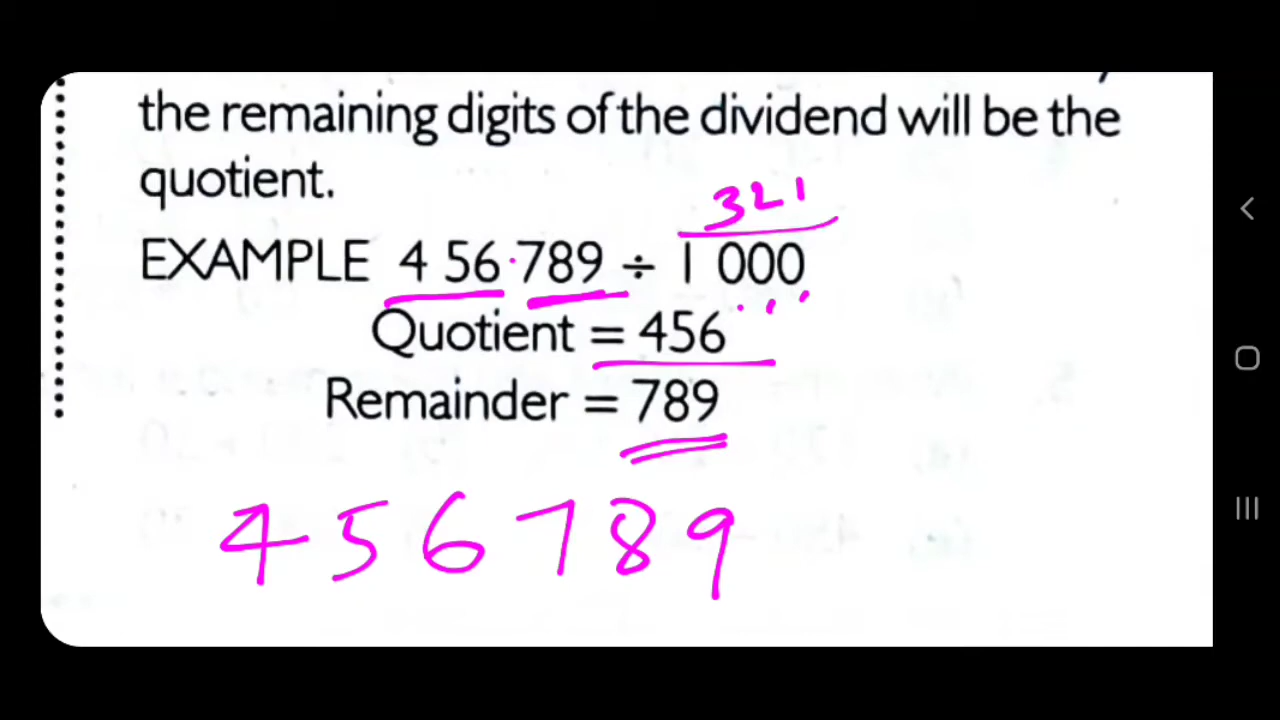 the remaining digits of the dividend will be the
quotient.
321
EXAMPLE 4 56·789 ÷ 1 000
Quotient = 456
Remainder = 789
456789